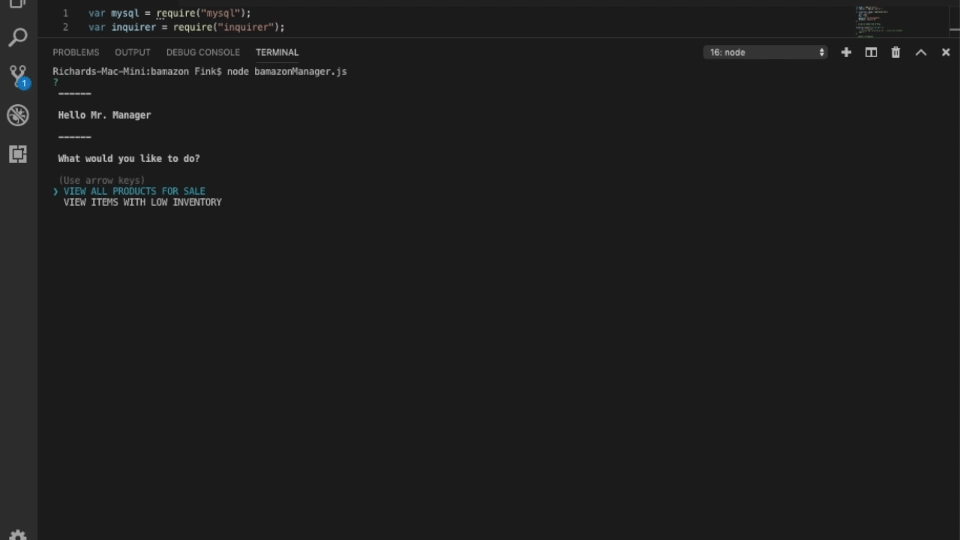 1 var mysql = require("mysql");
2 var inquirer = require("inquirer");
PROBLEMS OUTPUT DEBUG CONSOLE TERMINAL 16: node
1
Richards-Mac-Mini:bamazon Fink$ node bamazonManager.js
?
------
Hello Mr. Manager
------
What would you like to do?
(Use arrow keys)
❯ VIEW ALL PRODUCTS FOR SALE
VIEW ITEMS WITH LOW INVENTORY